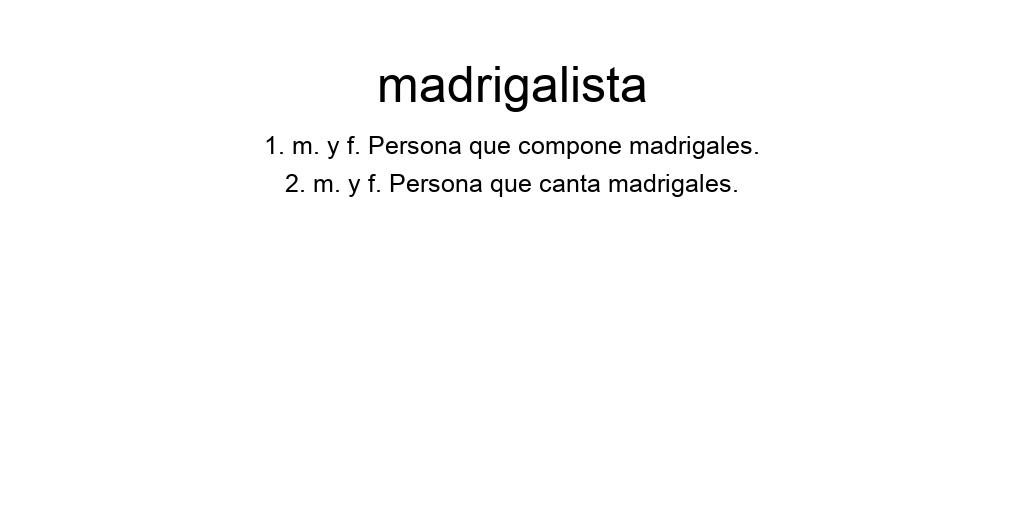 madrigalista
1. m. y f. Persona que compone madrigales.
2. m. y f. Persona que canta madrigales.